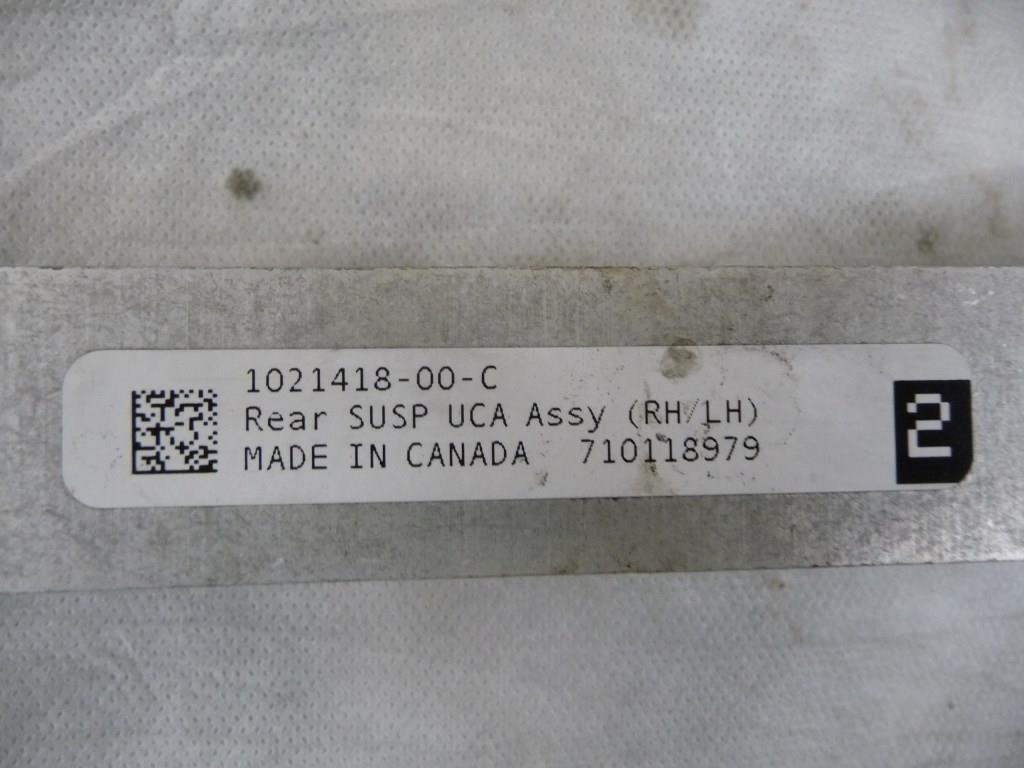 1021418-00-C
Rear SUSP UCA Assy (RH/LH)
MADE IN CANADA 710118979
2